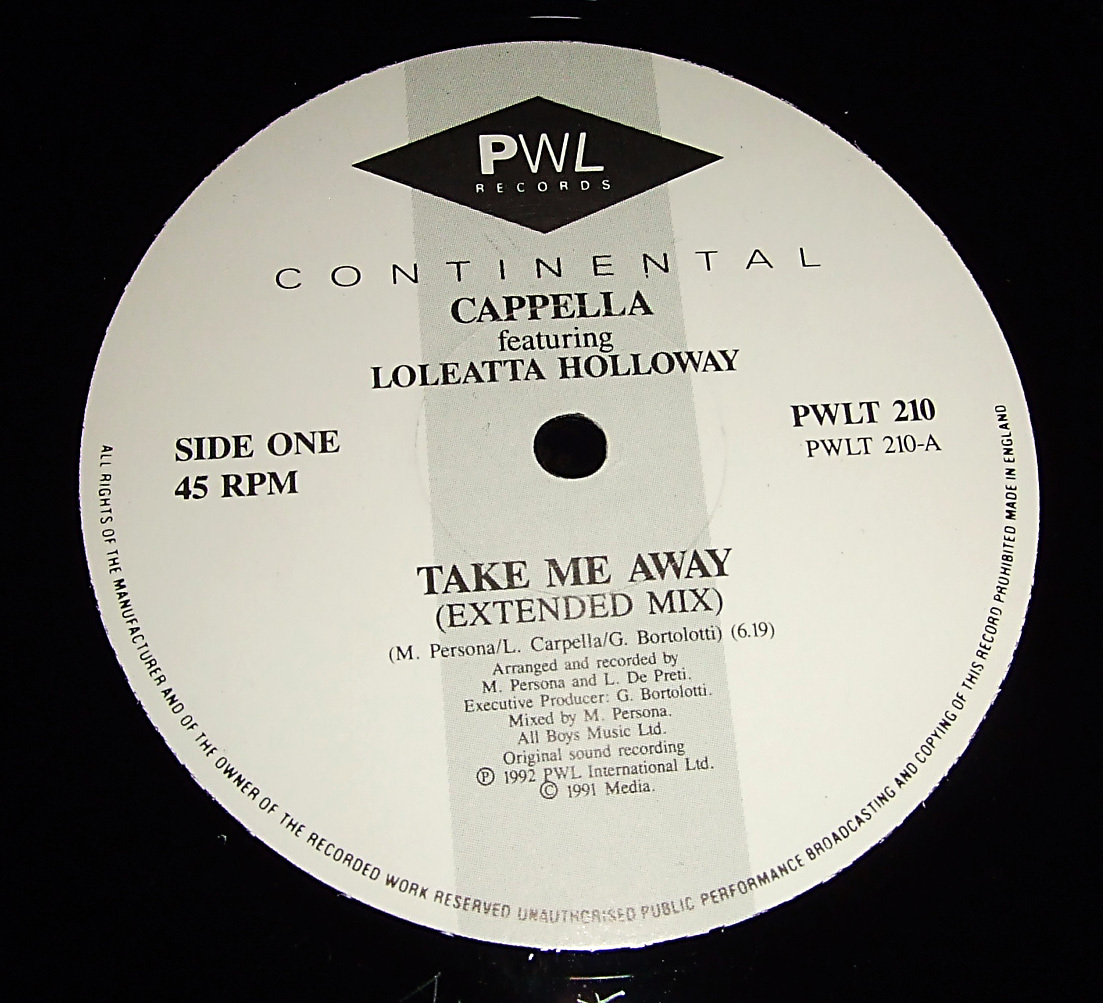 PWL
RECORDS
CONTINENTAL
CAPPELLA
featuring
LOLEATTA HOLLOWAY
SIDE ONE
45 RPM
PWLT 210
PWLT 210-A
TAKE ME AWAY
(EXTENDED MIX)
(M. Persona/L. Carpella/G. Bortolotti) (6.19)
Arranged and recorded by
M. Persona and L. De Preti.
Executive Producer: G. Bortolotti.
Mixed by M. Persona.
All Boys Music Ltd.
Original sound recording
℗ 1992 PWL International Ltd.
© 1991 Media.
ALL RIGHTS OF THE MANUFACTURER AND OF THE OWNER OF THE RECORDED WORK RESERVED UNAUTHORISED PUBLIC PERFORMANCE BROADCASTING AND COPYING OF THIS RECORD PROHIBITED MADE IN ENGLAND